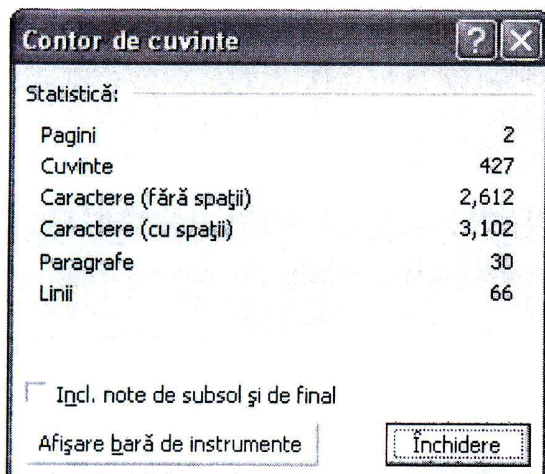 Contor de cuvinte
Statistică:
Pagini 2
Cuvinte 427
Caractere (fără spaţii) 2,612
Caractere (cu spaţii) 3,102
Paragrafe 30
Linii 66
Incl. note de subsol şi de final
Afişare bară de instrumente Închidere